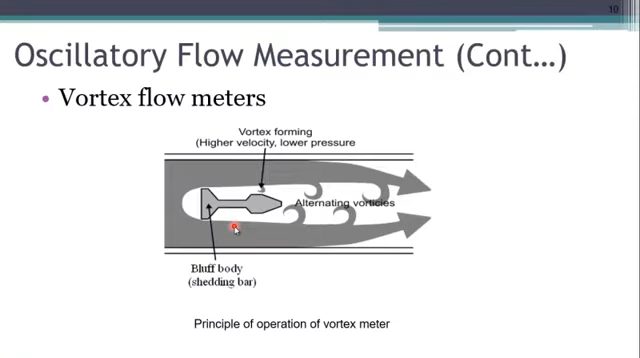 10
Oscillatory Flow Measurement (Cont…)
• Vortex flow meters
Vortex forming
(Higher velocity, lower pressure
Alternating vorticies
Bluff body
(shedding bar)
Principle of operation of vortex meter